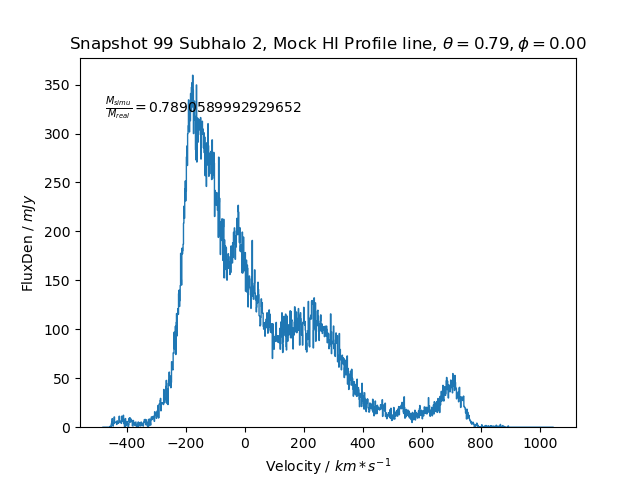 Snapshot 99 Subhalo 2, Mock HI Profile line, θ = 0.79, ϕ = 0.00
M_simu/M_real = 0.7890589992929652
FluxDen / mJy
350
300
250
200
150
100
50
0
−400 −200 0 200 400 600 800 1000
Velocity / km * s⁻¹